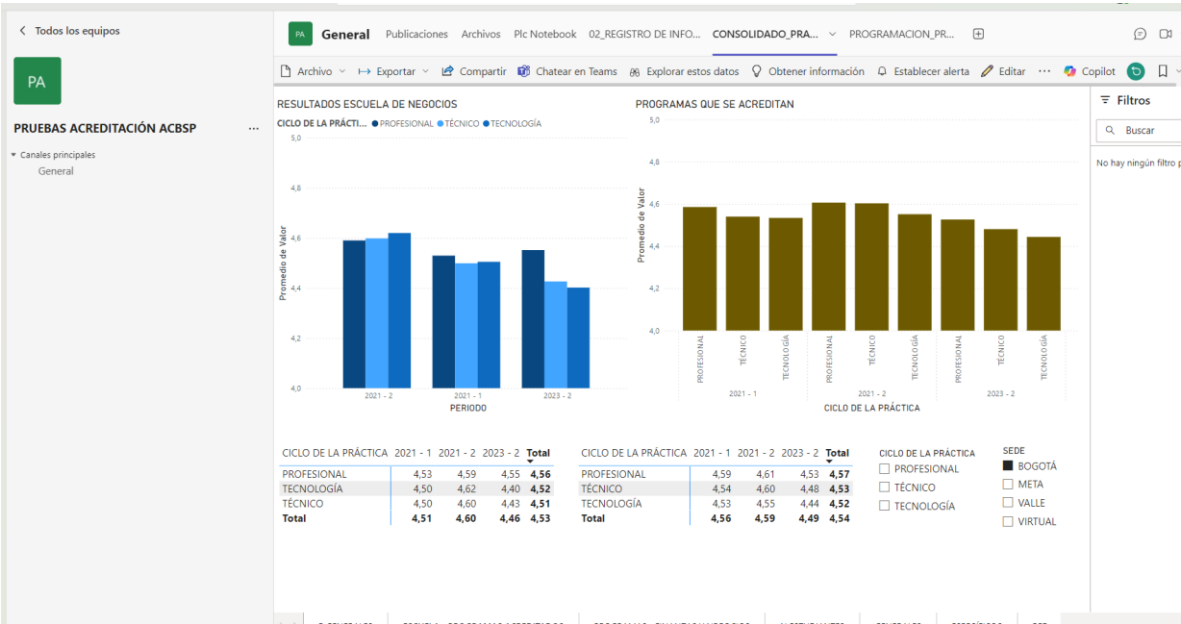 Todos los equipos
PA
PRUEBAS ACREDITACIÓN ACBSP ...
Canales principales
General
PA General Publicaciones Archivos Plc Notebook 02_REGISTRO DE INFO... CONSOLIDADO_PRA... PROGRAMACION_PR...
Archivo Exportar Compartir Chatear en Teams Explorar estos datos Obtener información Establecer alerta Editar ... Copilot
RESULTADOS ESCUELA DE NEGOCIOS
CICLO DE LA PRÁCTI... PROFESIONAL TÉCNICO TECNOLOGÍA
5,0
4,8
4,6
4,4
4,2
4,0
Promedio de Valor
2021 - 2 2021 - 1 2023 - 2
PERIODO
PROGRAMAS QUE SE ACREDITAN
5,0
4,8
4,6
4,4
4,2
4,0
Promedio de Valor
PROFESIONAL TÉCNICO TECNOLOGÍA PROFESIONAL TÉCNICO TECNOLOGÍA PROFESIONAL TÉCNICO TECNOLOGÍA
2021 - 1 2021 - 2 2023 - 2
CICLO DE LA PRÁCTICA
Filtros
Buscar
No hay ningún filtro
CICLO DE LA PRÁCTICA 2021 - 1 2021 - 2 2023 - 2 Total
PROFESIONAL 4,53 4,59 4,55 4,56
TECNOLOGÍA 4,50 4,62 4,40 4,52
TÉCNICO 4,50 4,60 4,43 4,51
Total 4,51 4,60 4,46 4,53
CICLO DE LA PRÁCTICA 2021 - 1 2021 - 2 2023 - 2 Total
PROFESIONAL 4,59 4,61 4,53 4,57
TÉCNICO 4,54 4,60 4,48 4,53
TECNOLOGÍA 4,53 4,55 4,44 4,52
Total 4,56 4,59 4,49 4,54
CICLO DE LA PRÁCTICA
PROFESIONAL
TÉCNICO
TECNOLOGÍA
SEDE
BOGOTÁ
META
VALLE
VIRTUAL